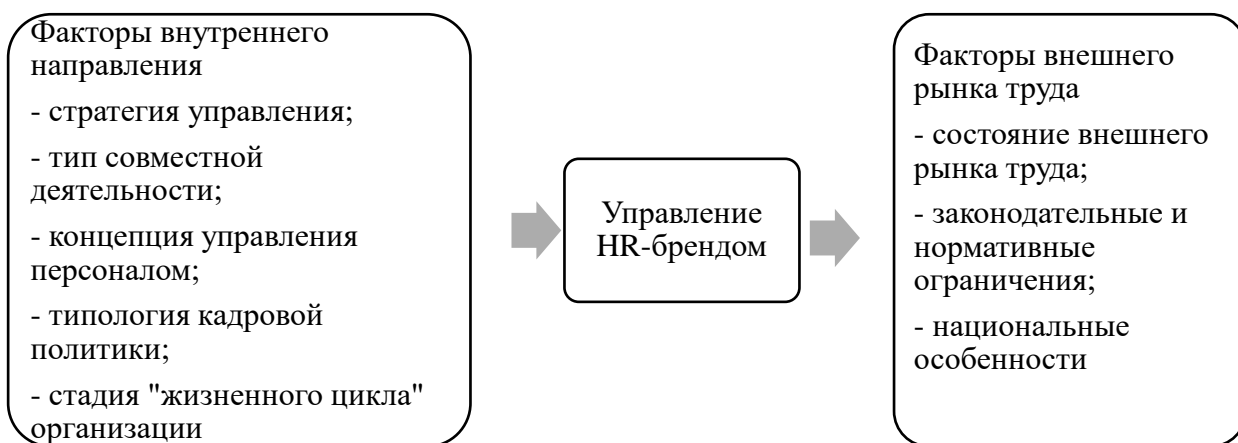 Факторы внутреннего
направления
- стратегия управления;
- тип совместной
деятельности;
- концепция управления
персоналом;
- типология кадровой
политики;
- стадия "жизненного цикла"
организации
Управление
HR-брендом
Факторы внешнего
рынка труда
- состояние внешнего
рынка труда;
- законодательные и
нормативные
ограничения;
- национальные
особенности